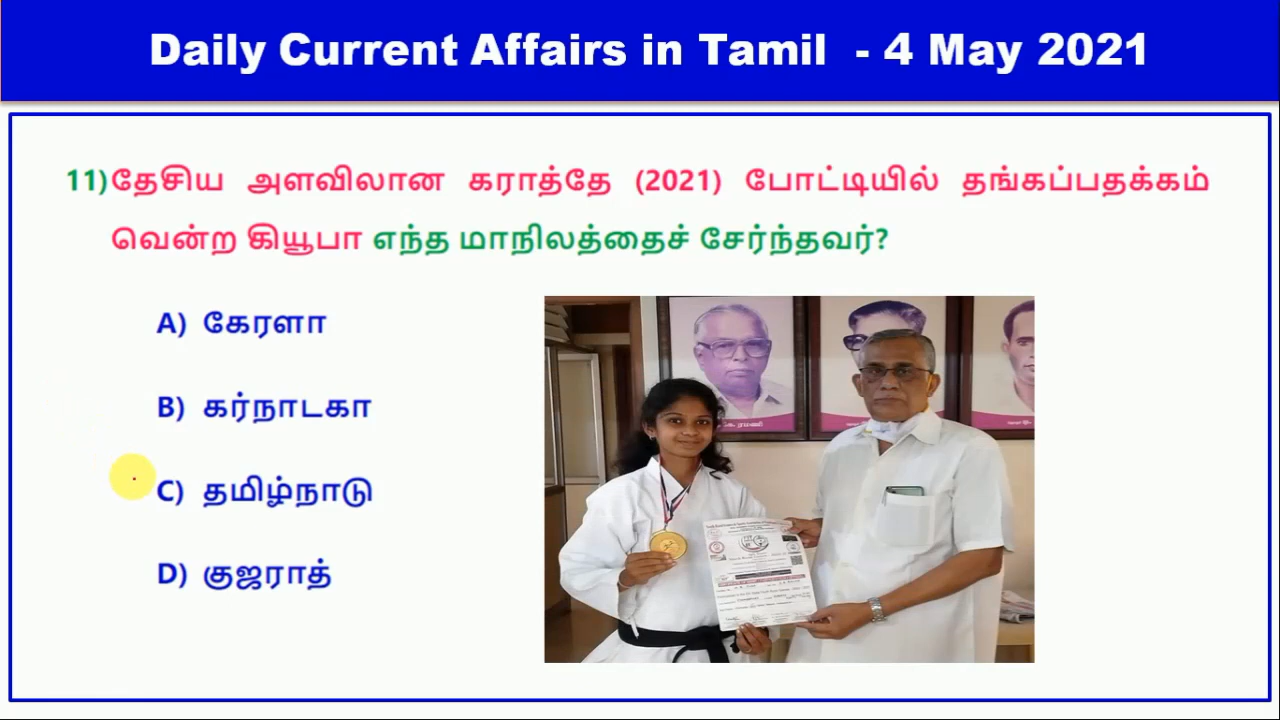 Daily Current Affairs in Tamil - 4 May 2021
11)தேசிய அளவிலான கராத்தே (2021) போட்டியில் தங்கப்பதக்கம்
வென்ற கியூபா எந்த மாநிலத்தைச் சேர்ந்தவர்?
A) கேரளா
B) கர்நாடகா
C) தமிழ்நாடு
D) குஜராத்
ரமணி